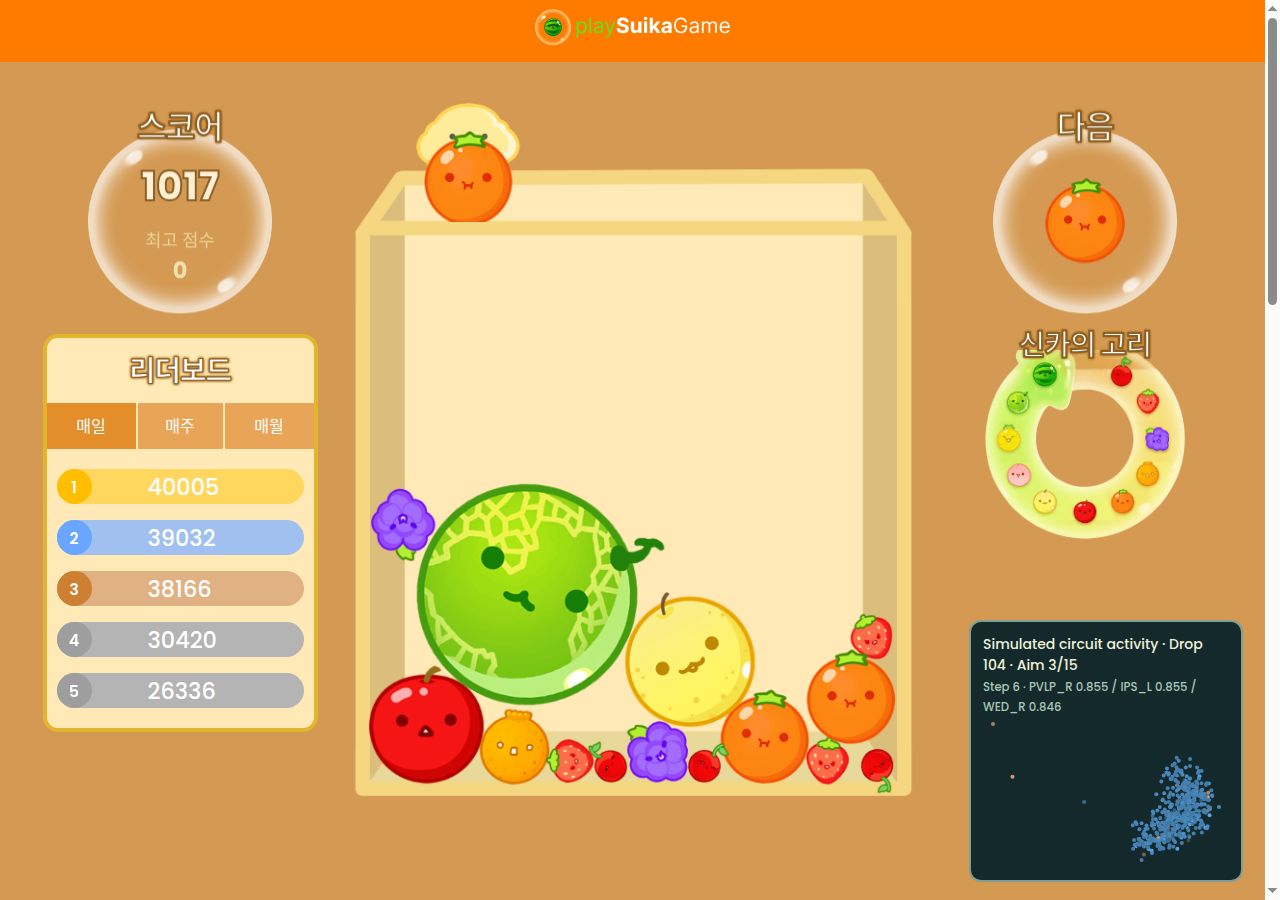 playSuikaGame
스코어
1017
최고 점수
0
리더보드
매일 매주 매월
1 40005
2 39032
3 38166
4 30420
5 26336
다음
신카의 고리
Simulated circuit activity · Drop
104 · Aim 3/15
Step 6 · PVLP_R 0.855 / IPS_L 0.855 /
WED_R 0.846